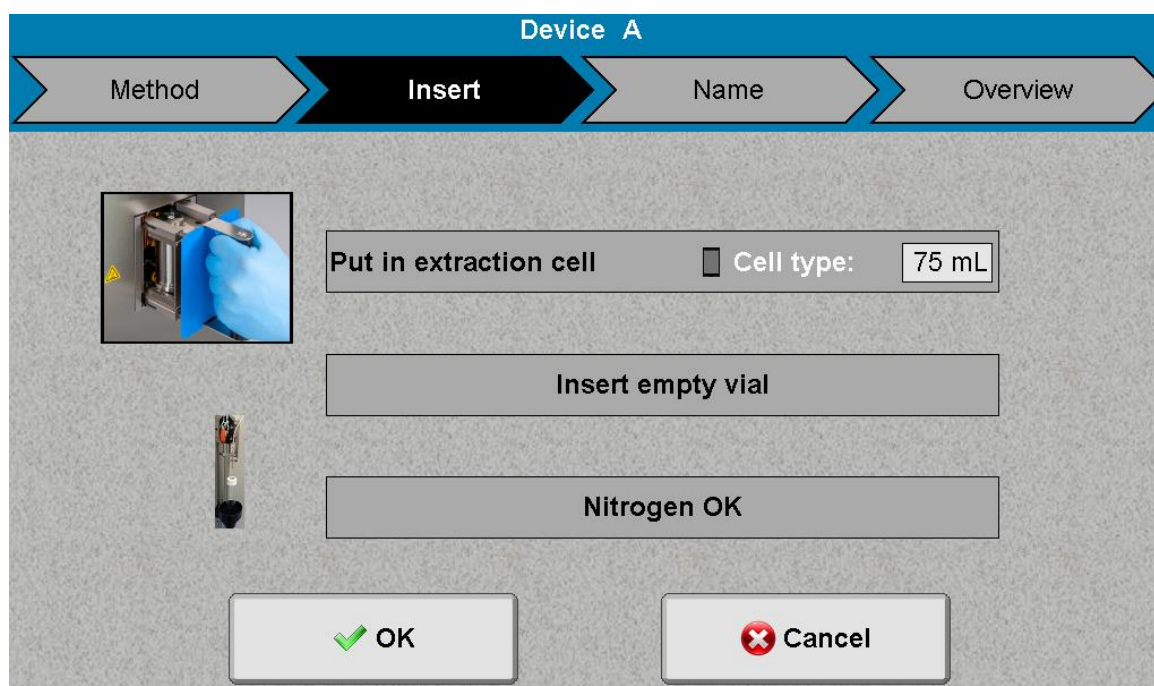 Device A
Method Insert Name Overview
Put in extraction cell Cell type: 75 mL
Insert empty vial
Nitrogen OK
OK Cancel